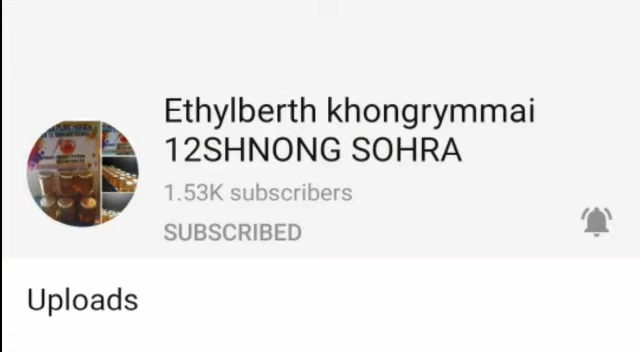 Ethylberth khongrymmai
12SHNONG SOHRA
1.53K subscribers
SUBSCRIBED
Uploads